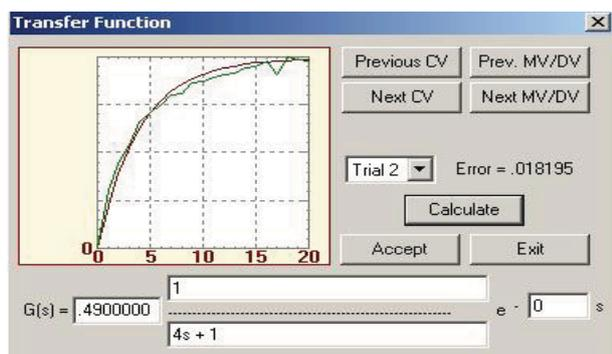 Transfer Function
Previous CV
Prev. MV/DV
Next CV
Next MV/DV
Trial 2
Error = .018195
Calculate
Accept
Exit
0
0 5 10 15 20
G(s) = .4900000
1
--------------------------------------------------
4s + 1
e - 0 s